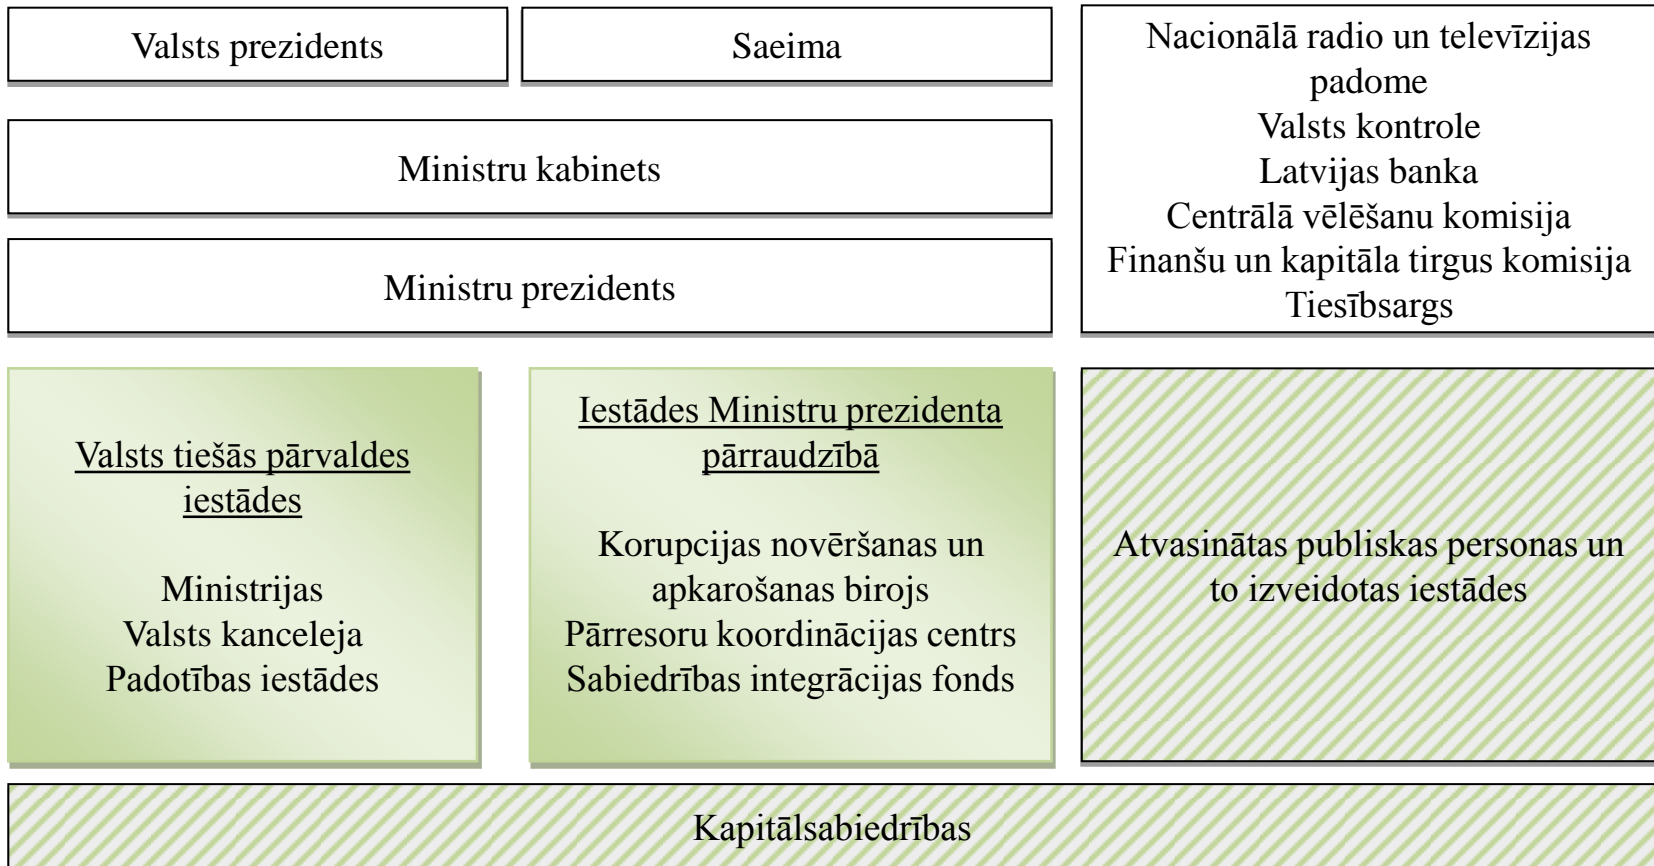 Valsts prezidents
Saeima
Ministru kabinets
Ministru prezidents
Nacionālā radio un televīzijas
padome
Valsts kontrole
Latvijas banka
Centrālā vēlēšanu komisija
Finanšu un kapitāla tirgus komisija
Tiesībsargs
Valsts tiešās pārvaldes
iestādes
Ministrijas
Valsts kanceleja
Padotības iestādes
Iestādes Ministru prezidenta
pārraudzībā
Korupcijas novēršanas un
apkarošanas birojs
Pārresoru koordinācijas centrs
Sabiedrības integrācijas fonds
Atvasinātas publiskas personas un
to izveidotas iestādes
Kapitālsabiedrības